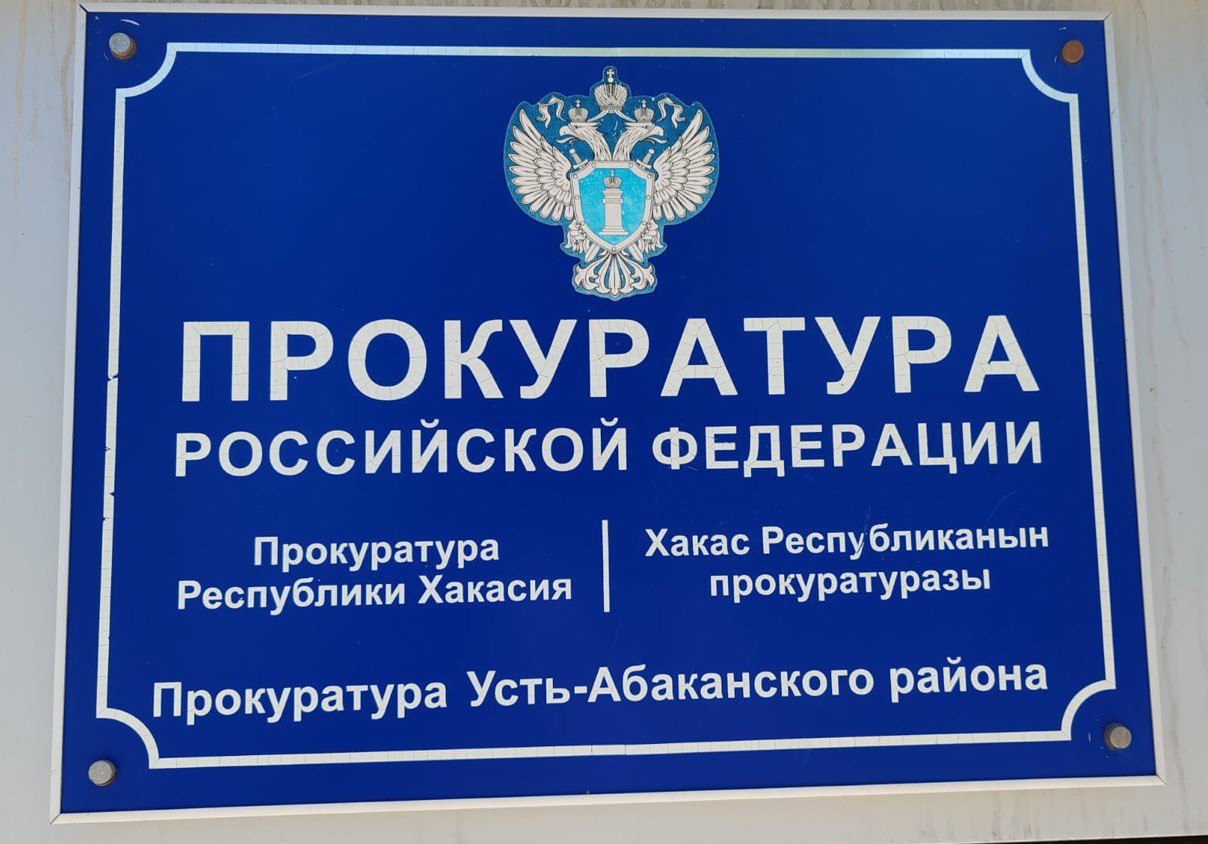 ПРОКУРАТУРА
РОССИЙСКОЙ ФЕДЕРАЦИИ
Прокуратура
Республики Хакасия
Хакас Республиканын
прокуратуразы
Прокуратура Усть-Абаканского района